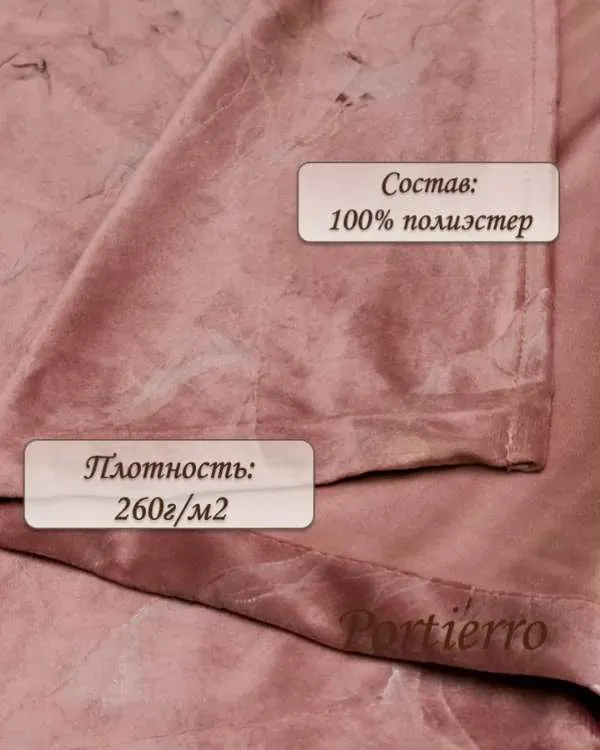 Состав:
100% полиэстер
Плотность:
260г/м2
Portierro